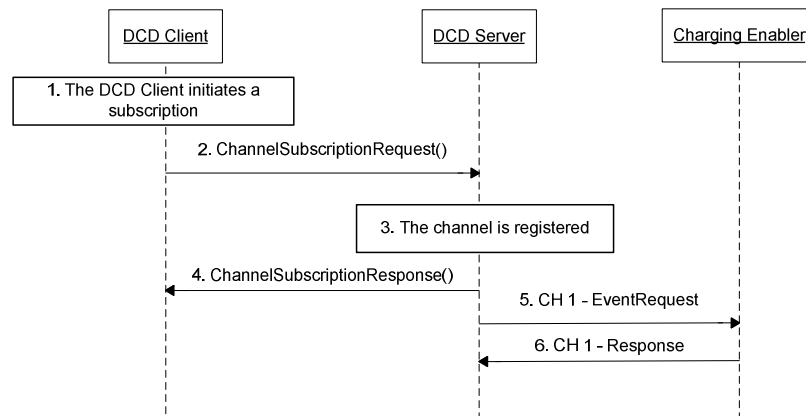 DCD Client
DCD Server
Charging Enabler
1. The DCD Client initiates a
subscription
2. ChannelSubscriptionRequest()
3. The channel is registered
4. ChannelSubscriptionResponse()
5. CH 1 - EventRequest
6. CH 1 - Response